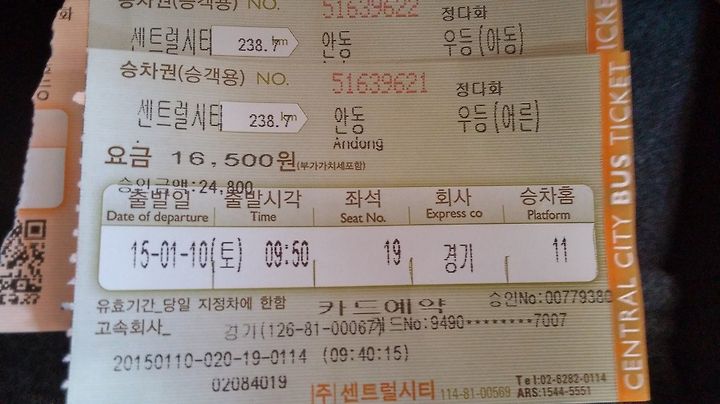 승차권(승객용) NO. 51639622 정다화
센트럴시티 238.7km 안동 우등(아동)
승차권(승객용) NO. 51639621 정다화
센트럴시티 238.7km 안동 우등(어른)
Andong
요금 16,500원(부가가치세포함)
승인금액:24,800
출발일 출발시각 좌석 회사 승차홈
Date of departure Time Seat No. Express co Platform
15-01-10(토) 09:50 19 경기 11
유효기간_당일 지정차에 한함 카드예약 승인No:00779380
고속회사_ 경기(126-81-00067) 카드No:9490********7007
20150110-020-19-0114 (09:40:15)
02084019
(주)센트럴시티 114-81-00569 Tel:02-6282-0114
ARS:1544-5551
CENTRAL CITY BUS TICKET